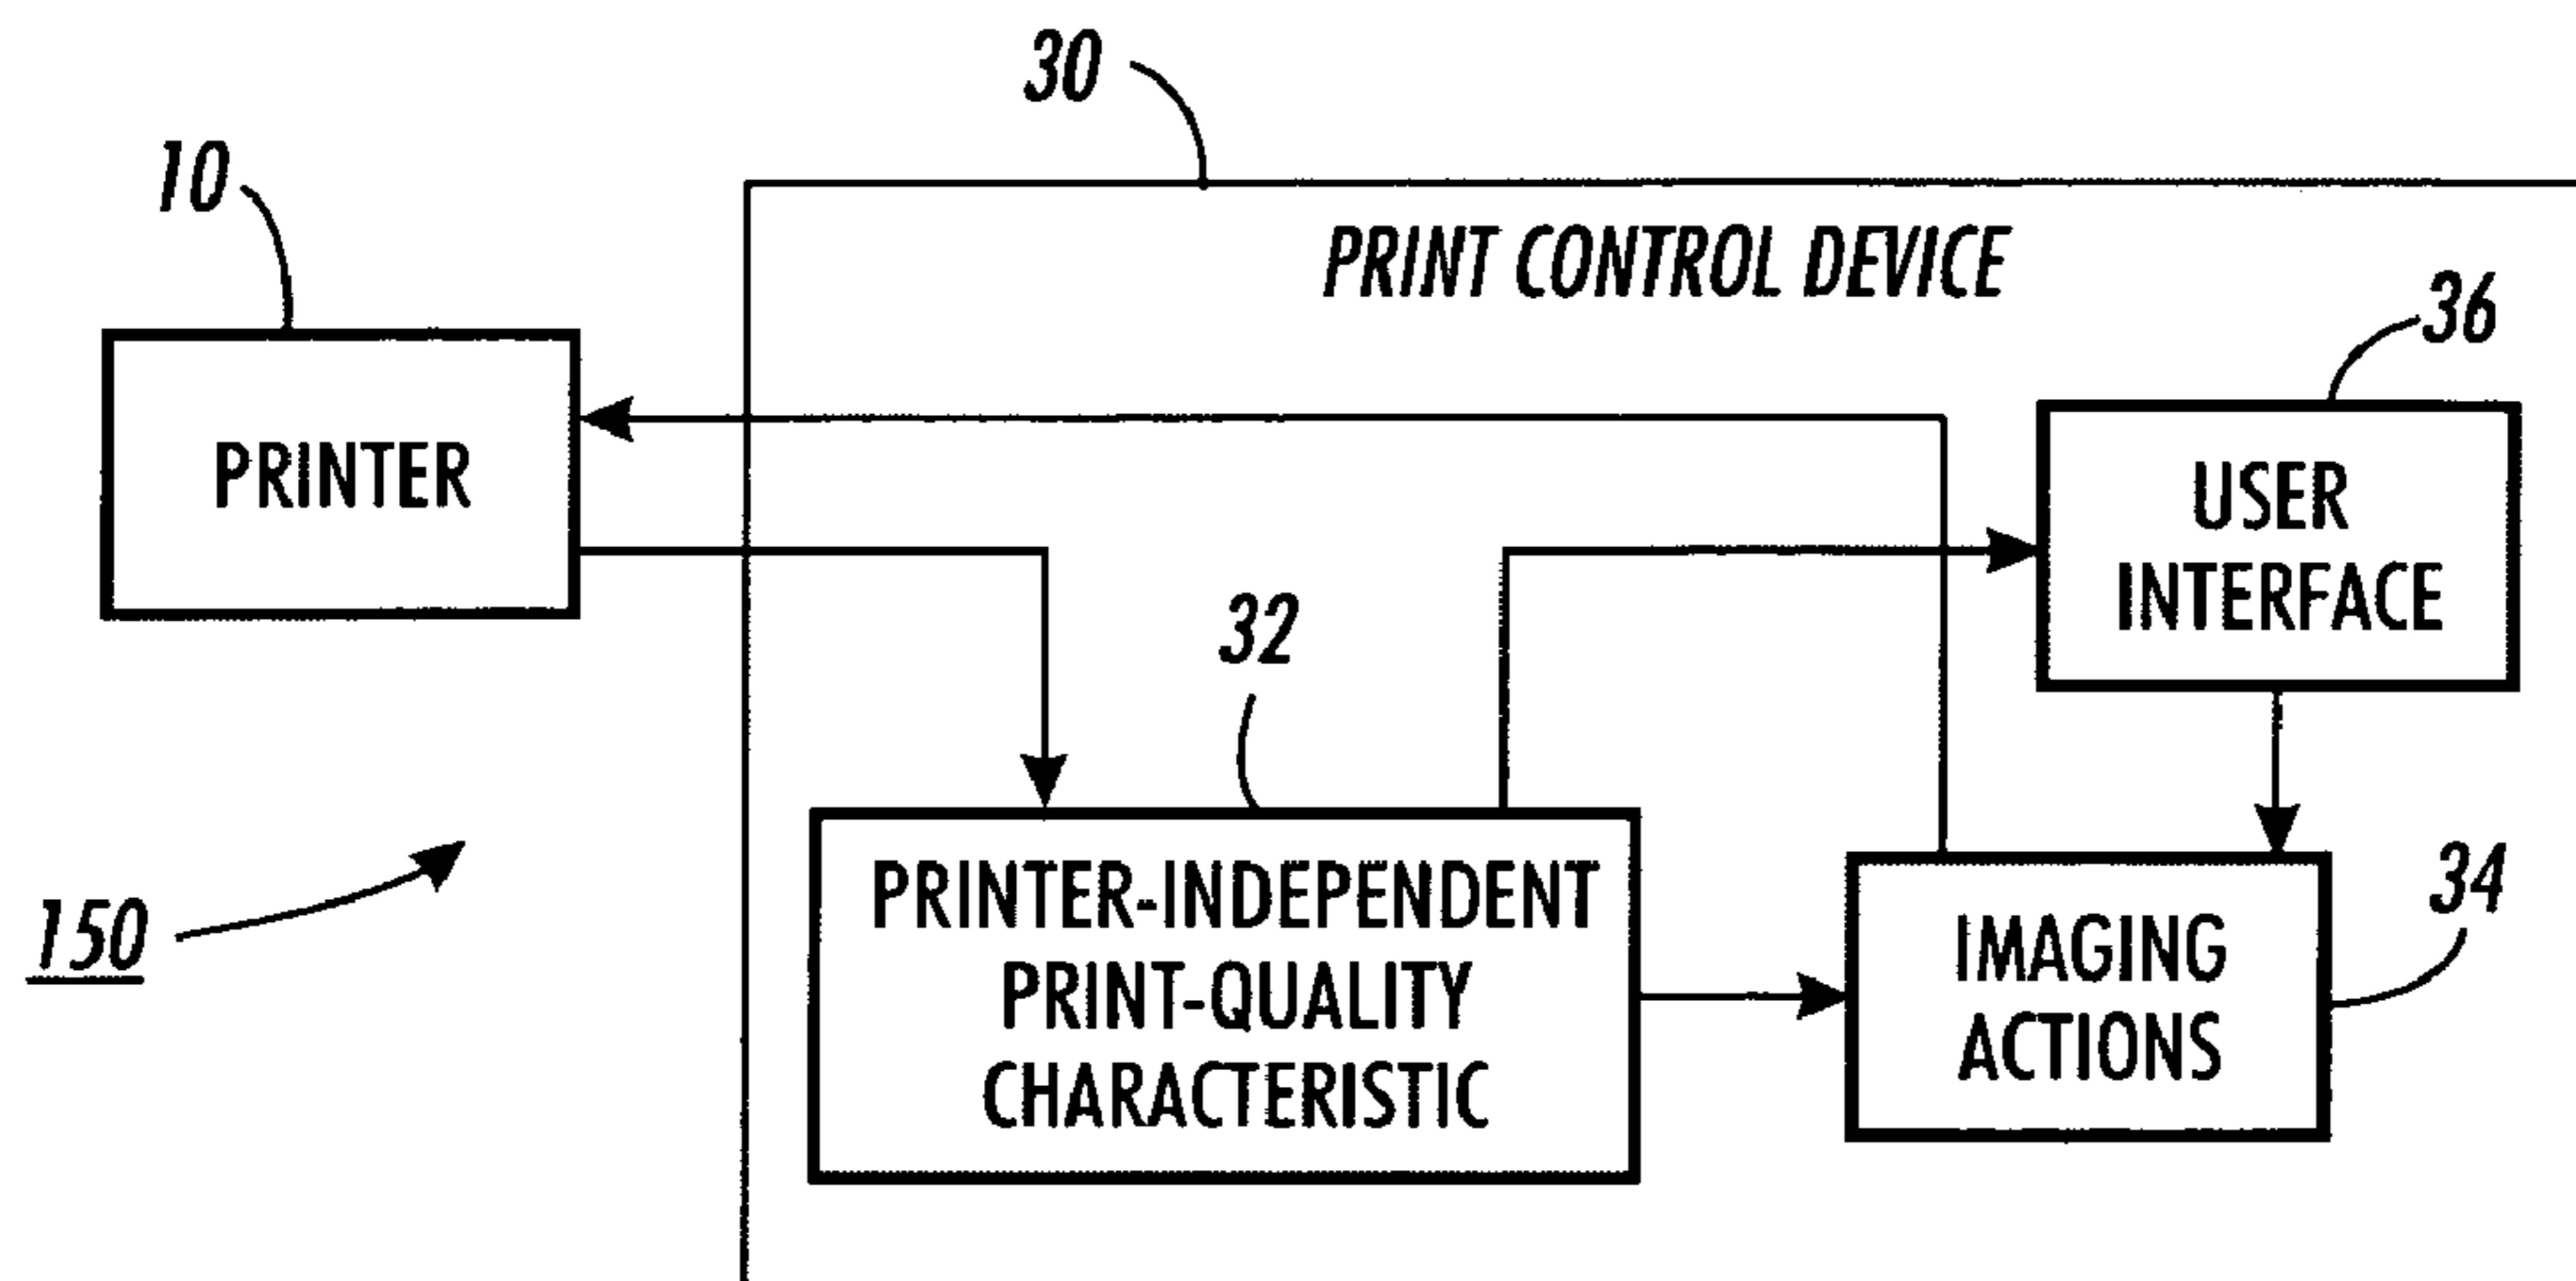 30
10
PRINT CONTROL DEVICE
36
PRINTER
USER
INTERFACE
32
PRINTER-INDEPENDENT
PRINT-QUALITY
CHARACTERISTIC
34
IMAGING
ACTIONS
150